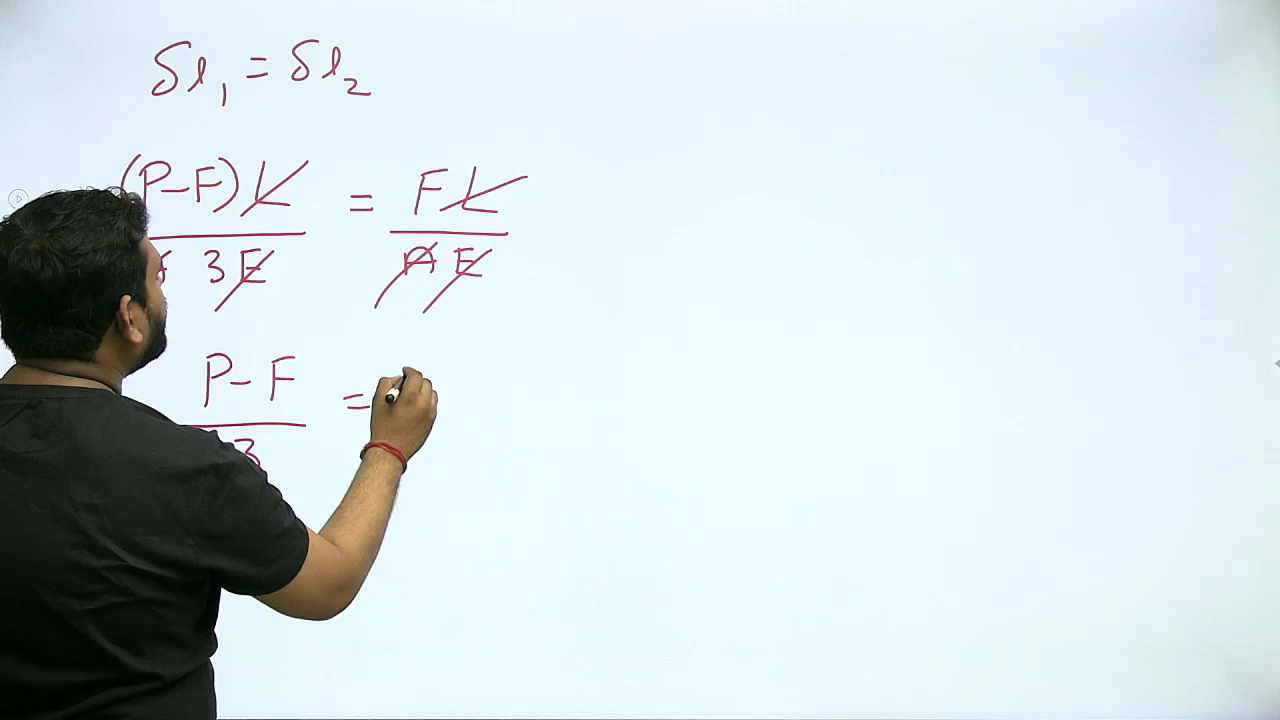 δl₁ = δl₂
(P-F)L = FL
3E AE
P-F =
3